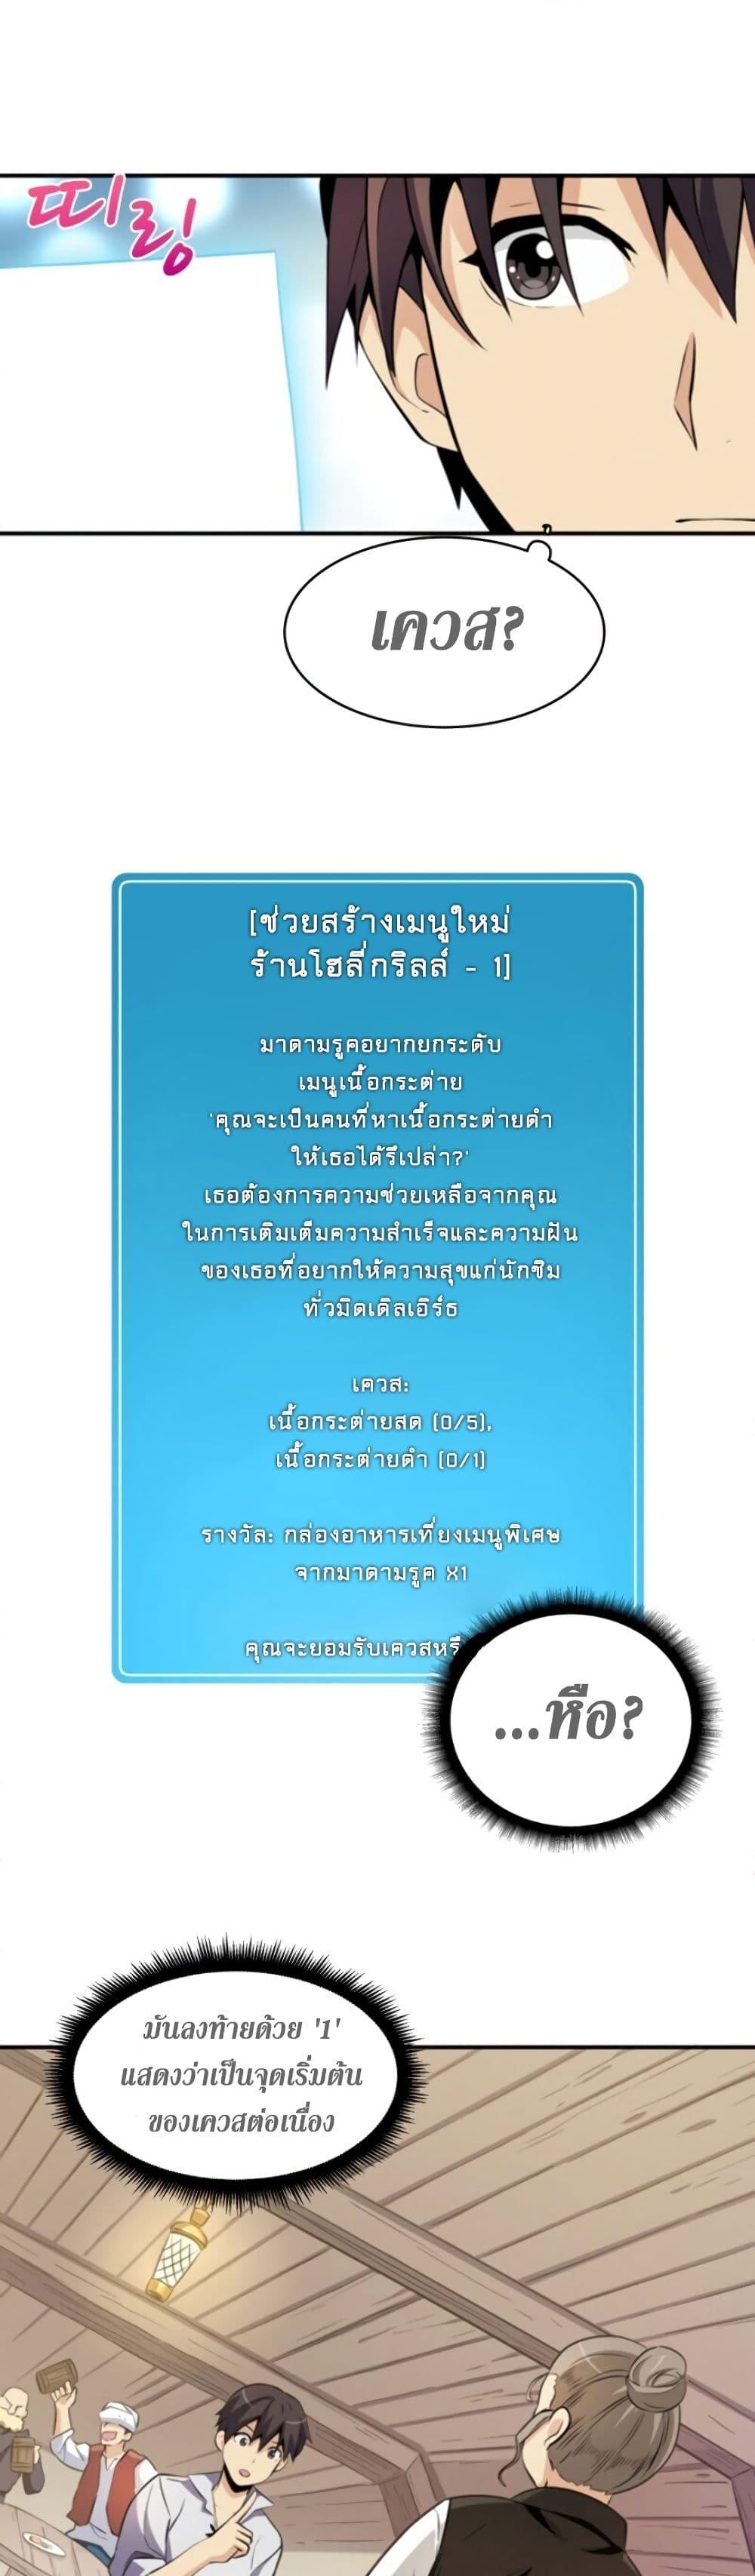 띠링
เควส?
[ช่วยสร้างเมนูใหม่
ร้านโฮลี่กริลล์ - 1]
มาดามรูคอยากยกระดับ
เมนูเนื้อกระต่าย
'คุณจะเป็นคนที่หาเนื้อกระต่ายดำ
ให้เธอได้รึเปล่า?'
เธอต้องการความช่วยเหลือจากคุณ
ในการเติมเต็มความสำเร็จและความฝัน
ของเธอที่อยากให้ความสุขแก่นักชิม
ทั่วมิดเดิลเอิร์ธ
เควส:
เนื้อกระต่ายสด (0/5),
เนื้อกระต่ายดำ (0/1)
รางวัล: กล่องอาหารเที่ยงเมนูพิเศษ
จากมาดามรูค X1
คุณจะยอมรับเควสหรื
...หือ?
มันลงท้ายด้วย '1'
แสดงว่าเป็นจุดเริ่มต้น
ของเควสต่อเนื่อง